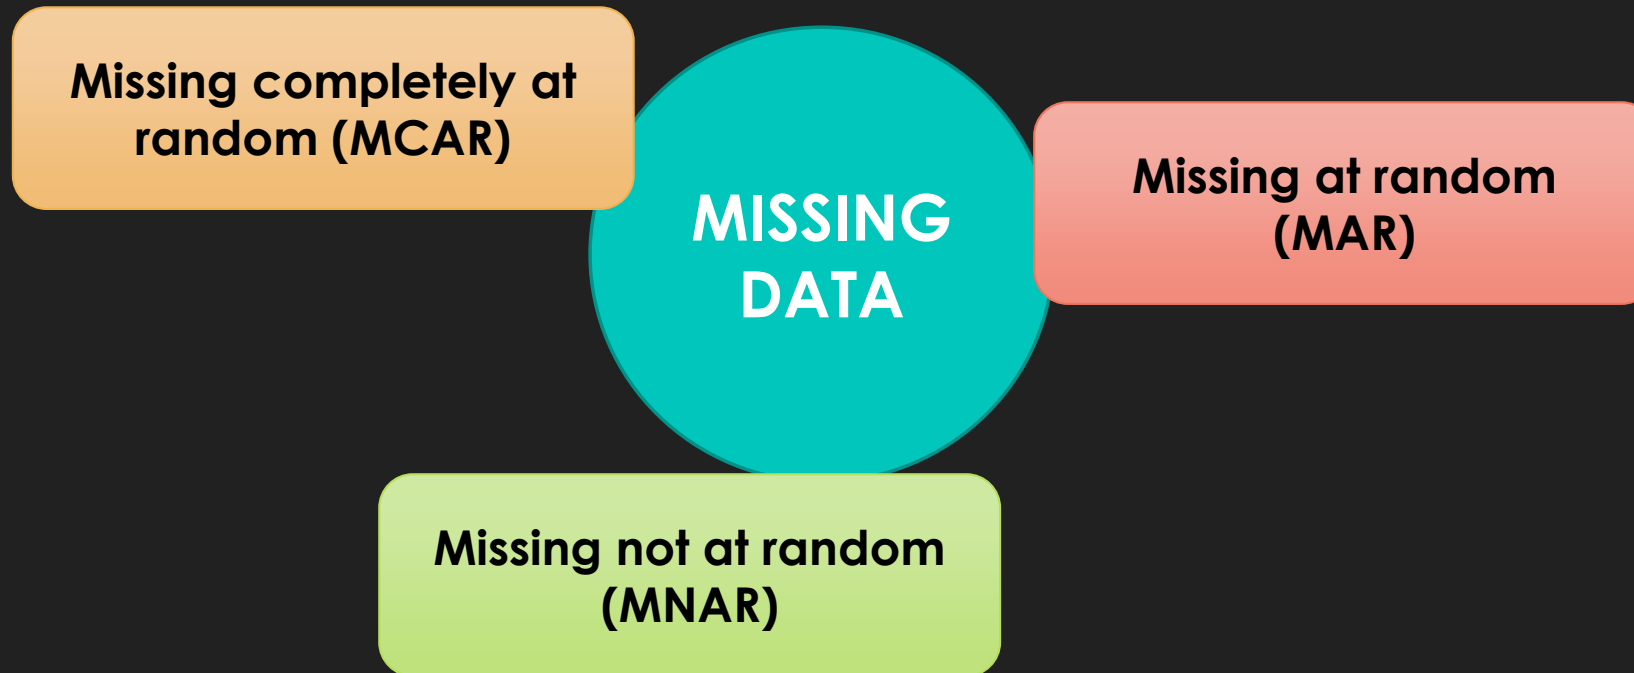 Missing completely at
random (MCAR)
MISSING
DATA
Missing at random
(MAR)
Missing not at random
(MNAR)